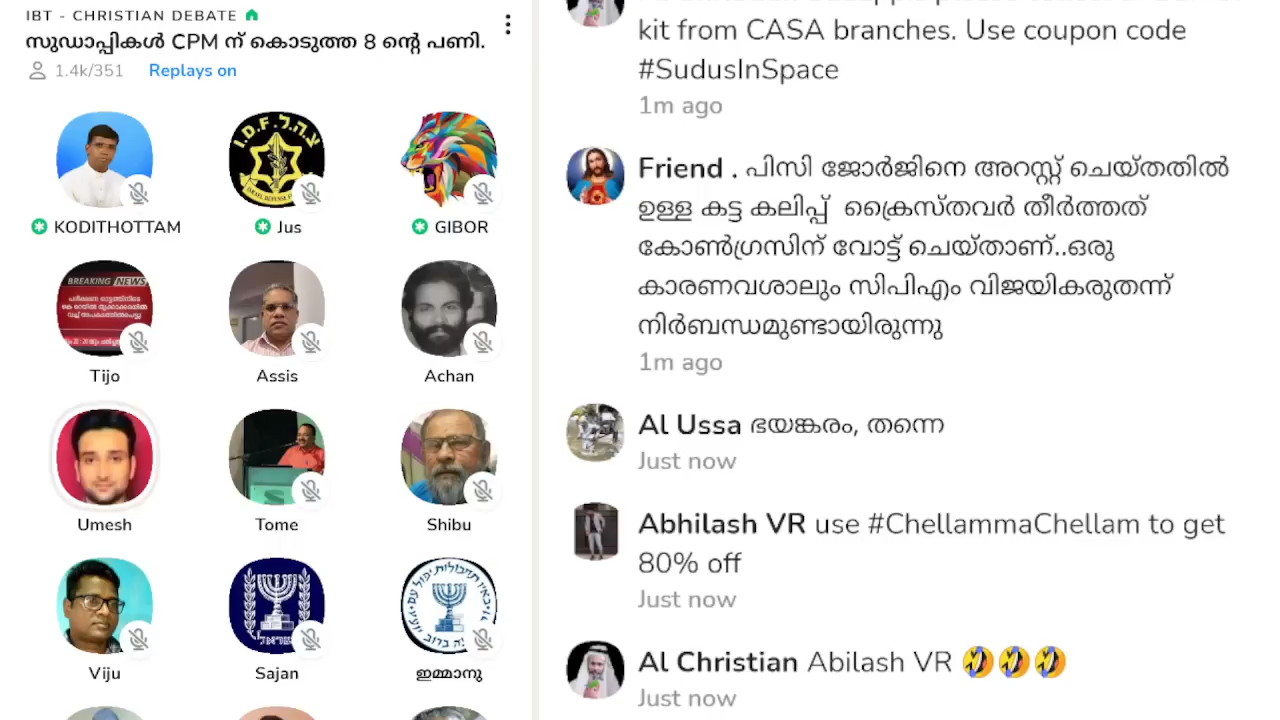 IBT - CHRISTIAN DEBATE
സുഡാപ്പികൾ CPM ന് കൊടുത്ത 8 ന്റെ പണി.
1.4k/351 Replays on
I.D.F. צ.ה.ל
KODITHOTTAM
Jus
GIBOR
BREAKING NEWS
Tijo
Assis
Achan
Umesh
Tome
Shibu
ישראל
Viju
Sajan
ഇമ്മാനു
kit from CASA branches. Use coupon code
#SudusInSpace
1m ago
Friend . പിസി ജോർജിനെ അറസ്റ്റ് ചെയ്തതിൽ
ഉള്ള കട്ട കലിപ്പ് ക്രൈസ്തവർ തീർത്തത്
കോൺഗ്രസിന് വോട്ട് ചെയ്താണ്..ഒരു
കാരണവശാലും സിപിഎം വിജയികരുതന്ന്
നിർബന്ധമുണ്ടായിരുന്നു
1m ago
Al Ussa ഭയങ്കരം, തന്നെ
Just now
Abhilash VR use #ChellammaChellam to get
80% off
Just now
Al Christian Abilash VR 🤣🤣🤣
Just now